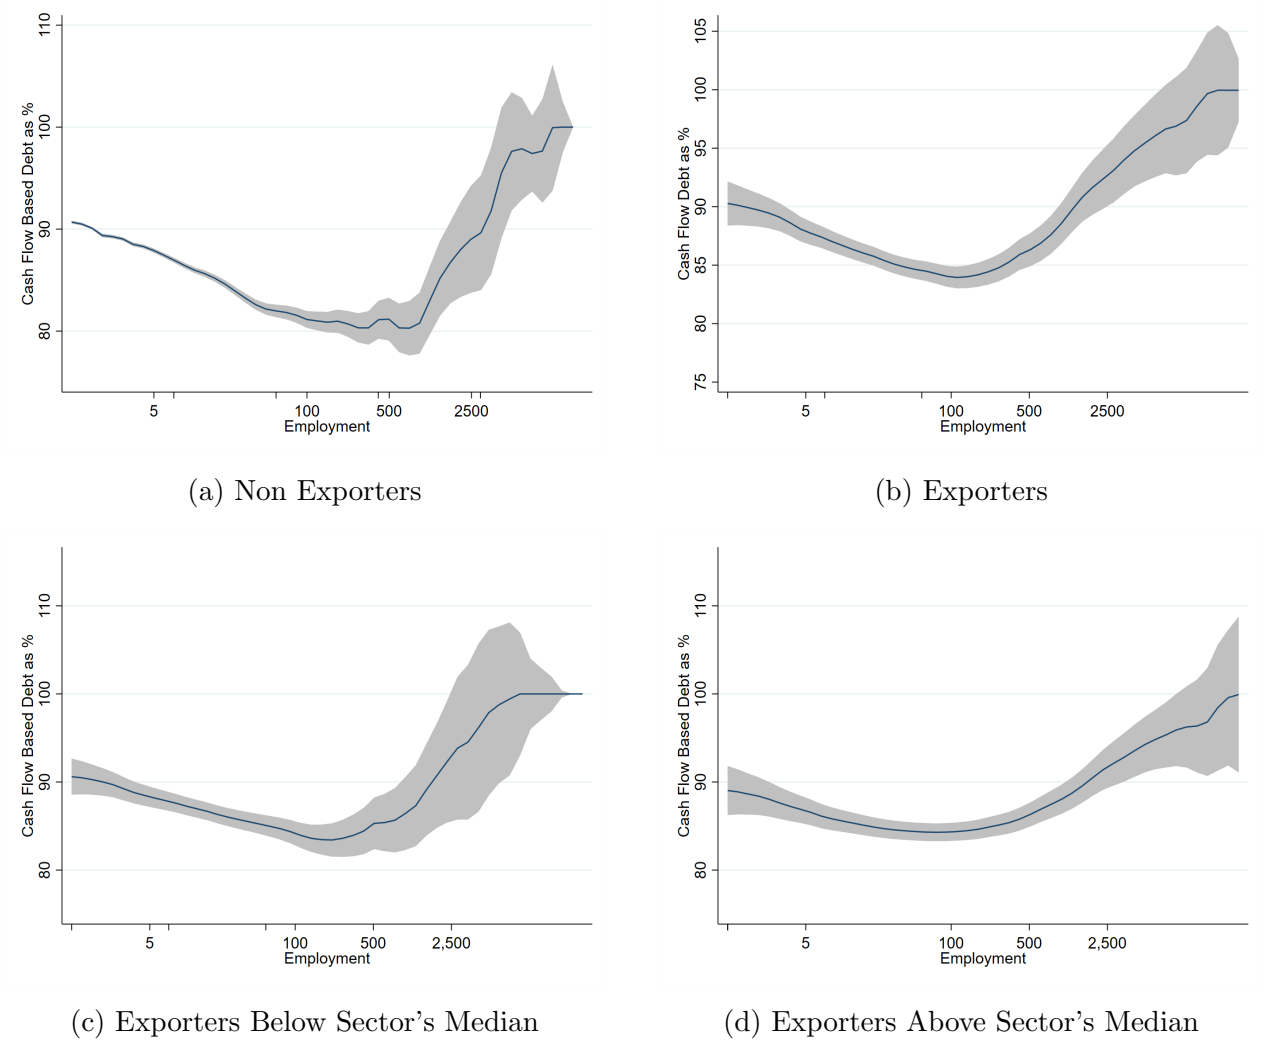 110
100
90
80
Cash Flow Based Debt as %
5
100
500
2500
Employment
(a) Non Exporters
105
100
95
90
85
80
75
Cash Flow Debt as %
5
100
500
2500
Employment
(b) Exporters
110
100
90
80
Cash Flow Based Debt as %
5
100
500
2,500
Employment
(c) Exporters Below Sector's Median
110
100
90
80
Cash Flow Based Debt as %
5
100
500
2,500
Employment
(d) Exporters Above Sector's Median